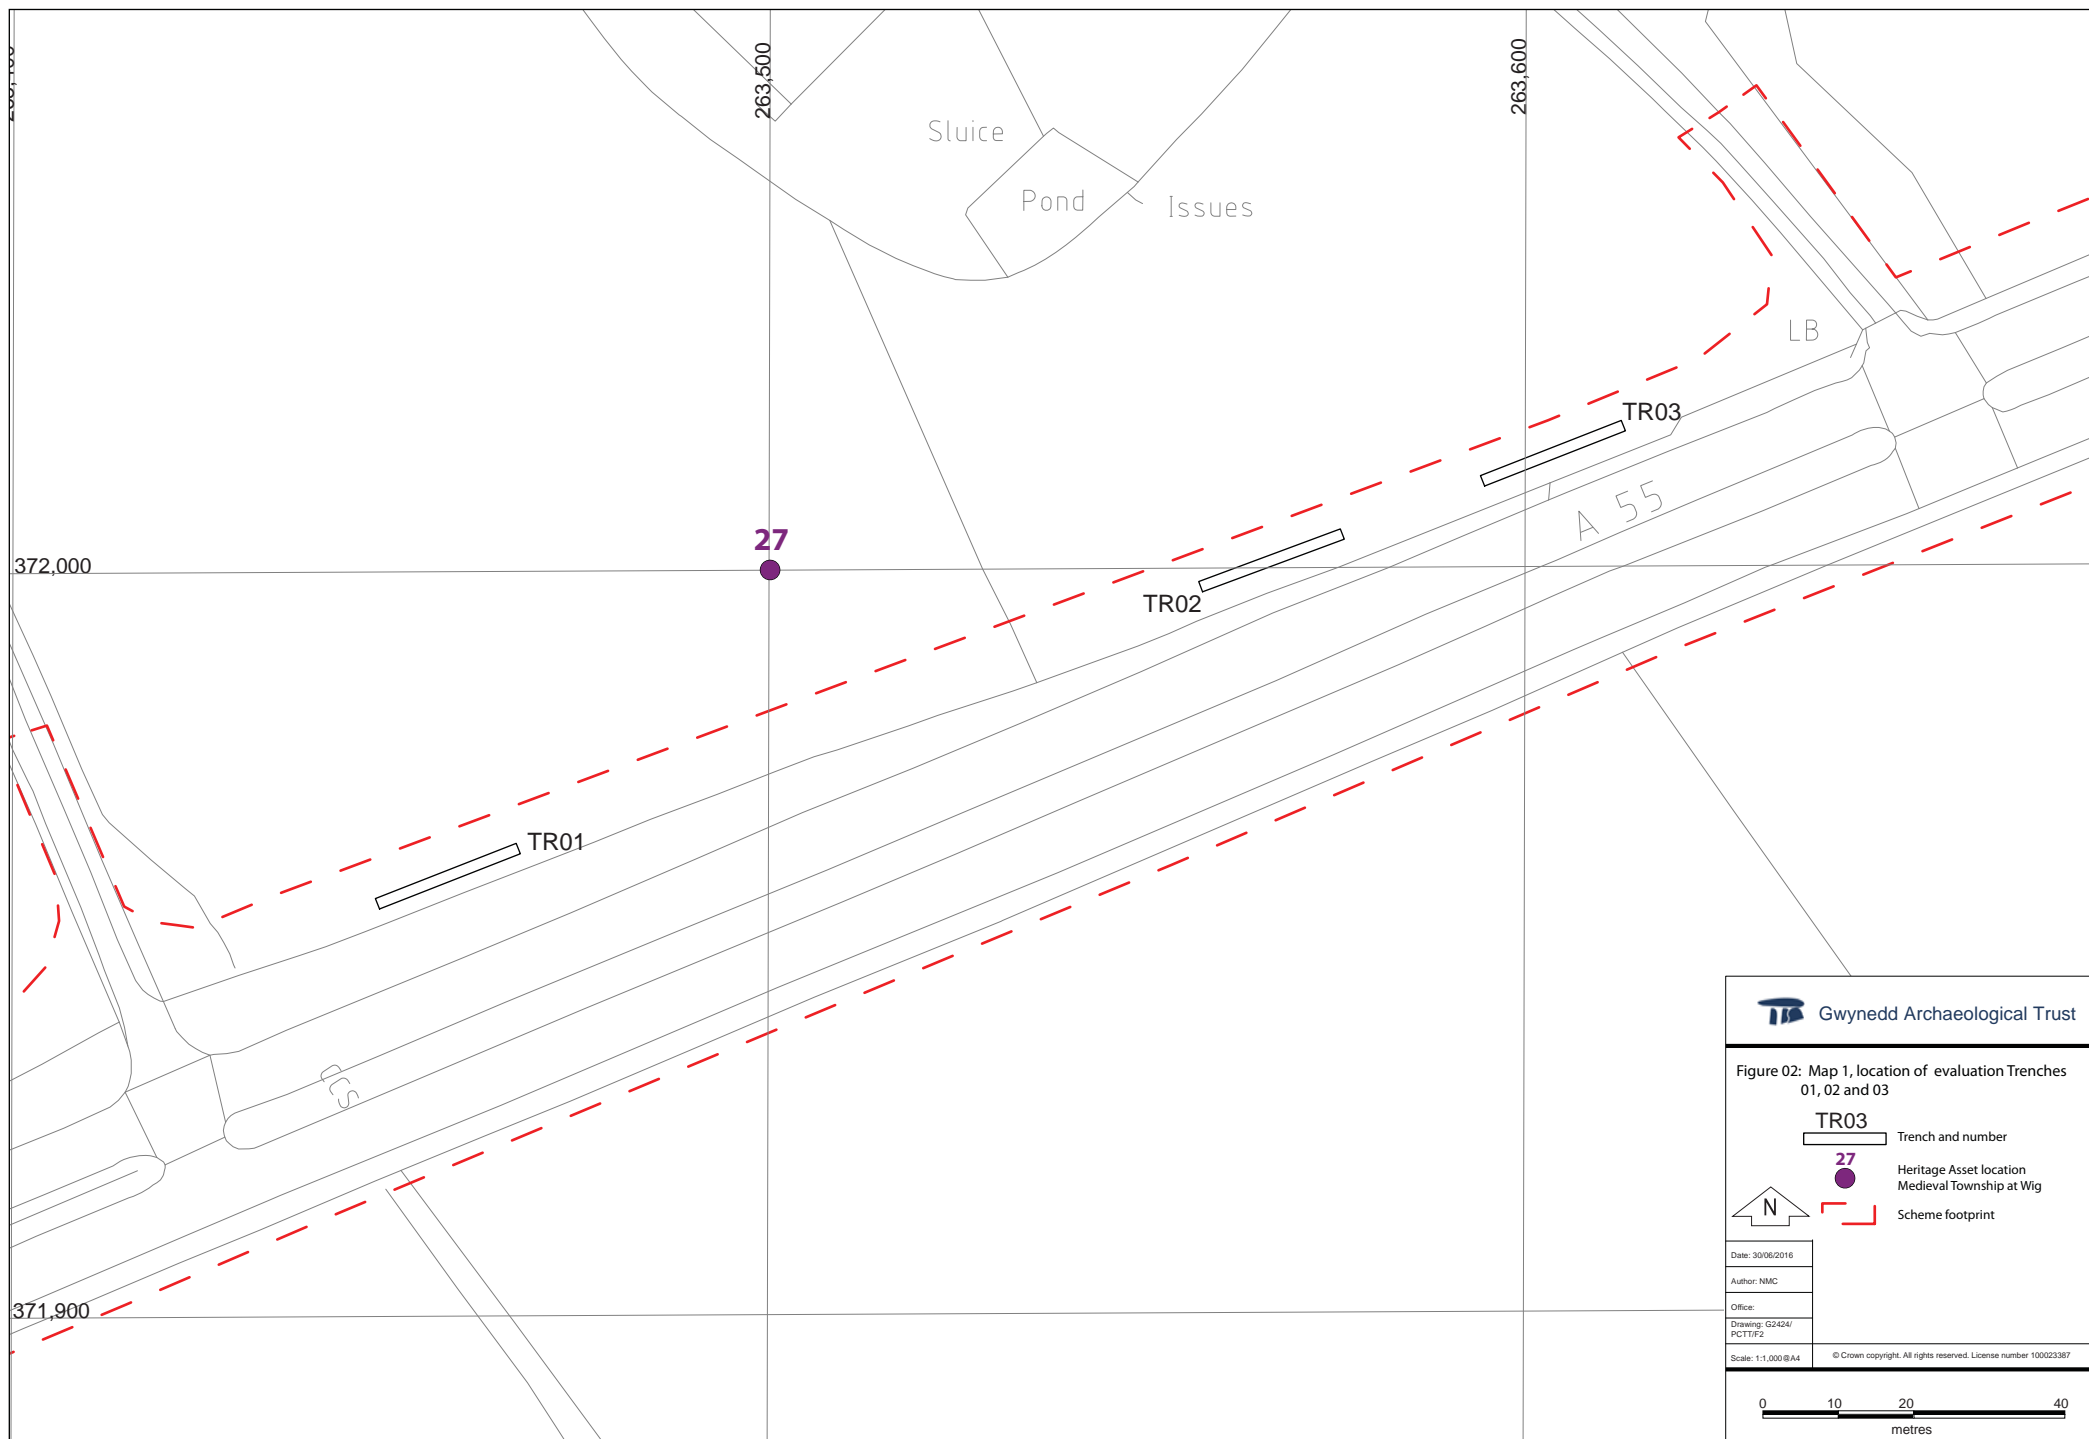 263,500
263,600
Sluice
Pond
Issues
LB
TR03
A 55
27
372,000
TR02
TR01
371,900
Gwynedd Archaeological Trust
Figure 02: Map 1, location of evaluation Trenches
01, 02 and 03
TR03
Trench and number
27
Heritage Asset location
Medieval Township at Wig
N
Scheme footprint
Date: 30/06/2016
Author: NMC
Office:
Drawing: G2424/
PCTT/F2
Scale: 1:1,000@A4
© Crown copyright. All rights reserved. License number 100023387
0 10 20 40
metres